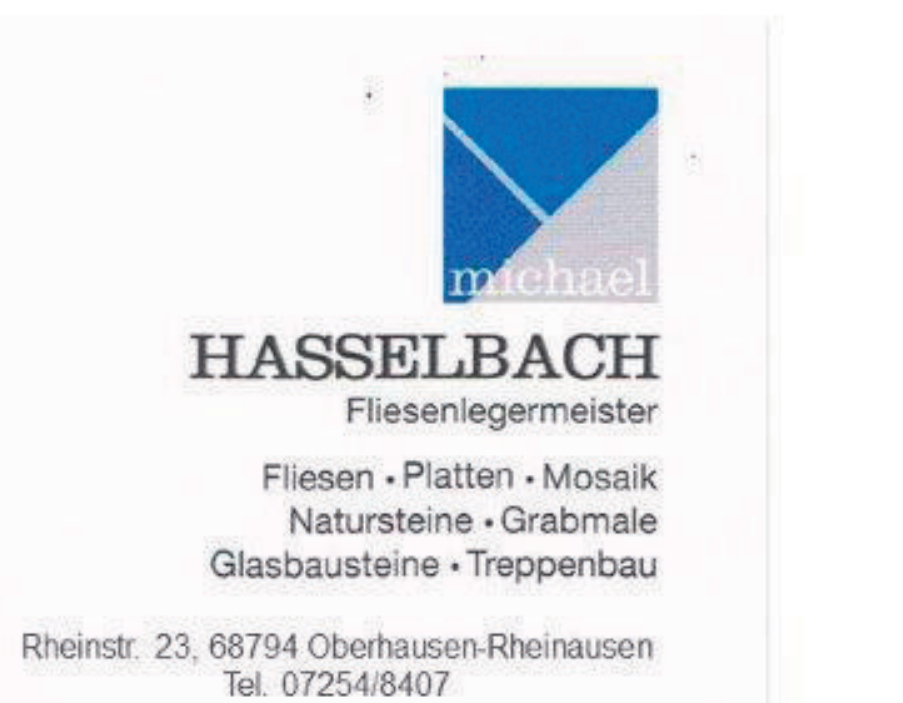 michael
HASSELBACH
Fliesenlegermeister
Fliesen • Platten • Mosaik
Natursteine • Grabmale
Glasbausteine • Treppenbau
Rheinstr. 23, 68794 Oberhausen-Rheinausen
Tel. 07254/8407